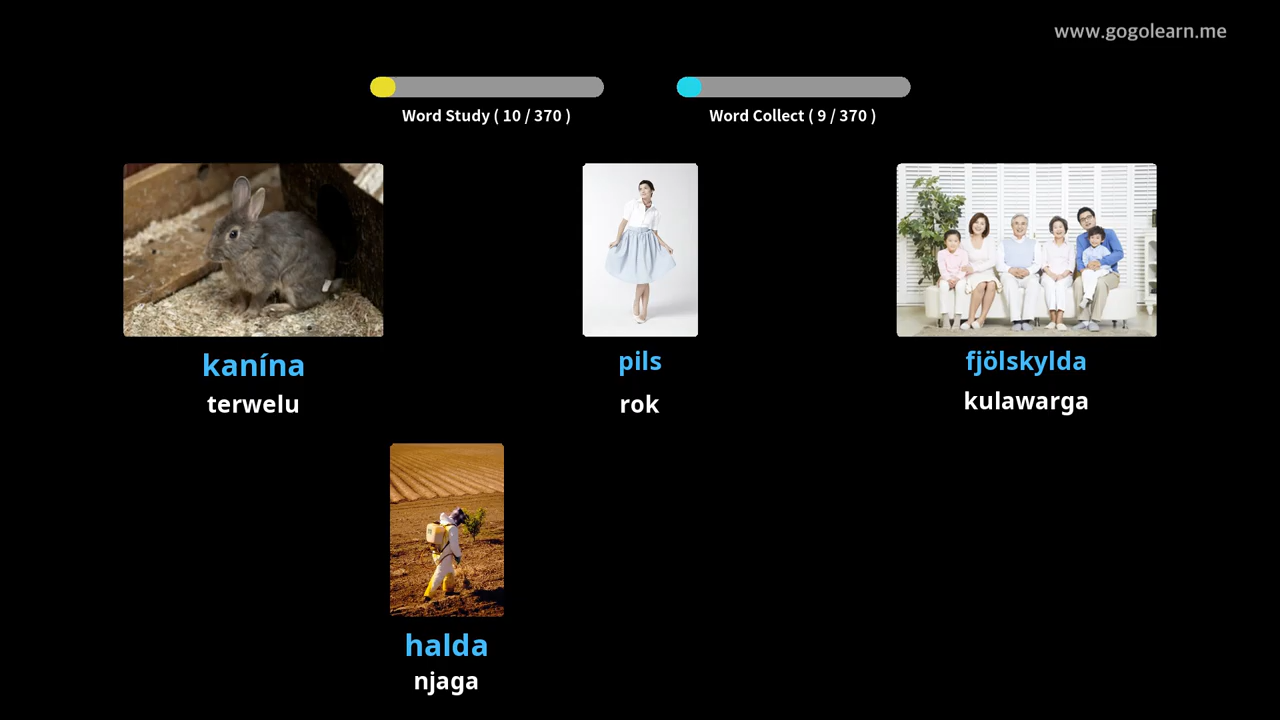 www.gogolearn.me
Word Study ( 10 / 370 )
Word Collect ( 9 / 370 )
kanína
terwelu
pils
rok
fjölskylda
kulawarga
halda
njaga